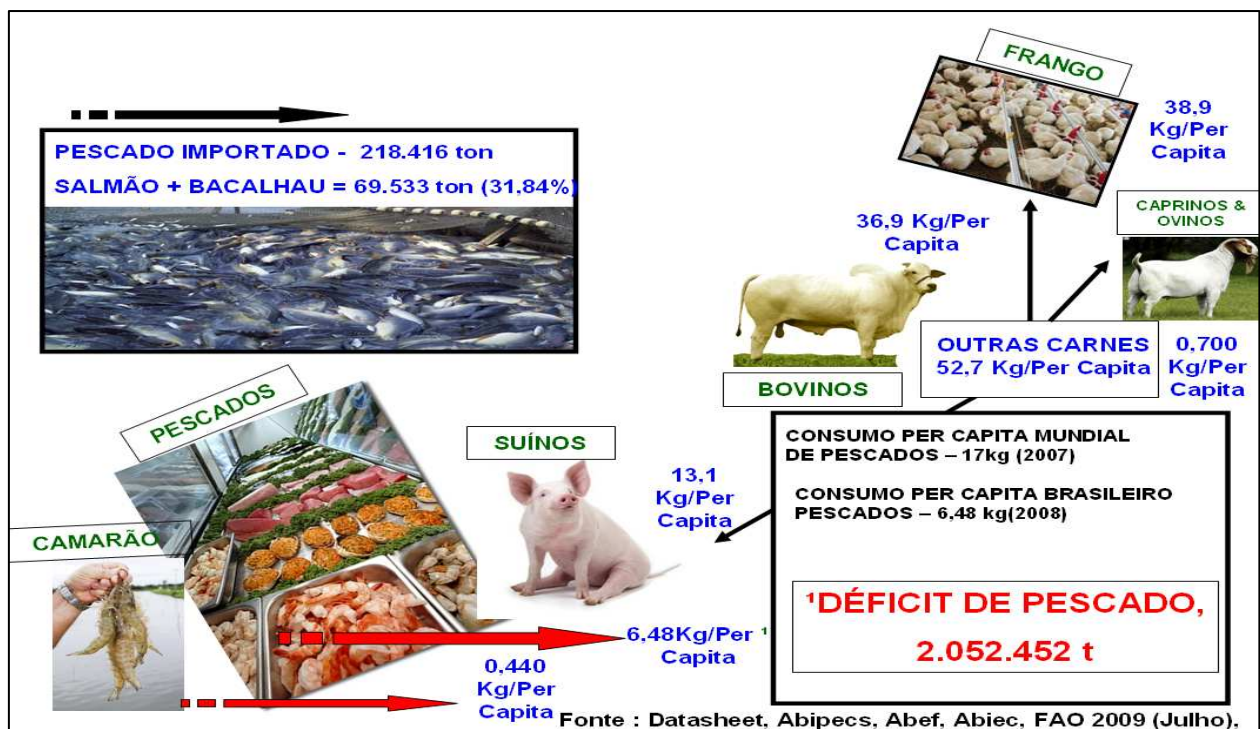 FRANGO
38,9
Kg/Per
Capita
PESCADO IMPORTADO - 218.416 ton
SALMÃO + BACALHAU = 69.533 ton (31,84%)
CAPRINOS &
OVINOS
36,9 Kg/Per
Capita
OUTRAS CARNES
52,7 Kg/Per Capita
0,700
Kg/Per
Capita
BOVINOS
PESCADOS
SUÍNOS
CONSUMO PER CAPITA MUNDIAL
DE PESCADOS – 17kg (2007)
CONSUMO PER CAPITA BRASILEIRO
PESCADOS – 6,48 kg(2008)
13,1
Kg/Per
Capita
CAMARÃO
¹DÉFICIT DE PESCADO,
2.052.452 t
6,48Kg/Per ¹
Capita
0,440
Kg/Per
Capita
Fonte : Datasheet, Abipecs, Abef, Abiec, FAO 2009 (Julho),